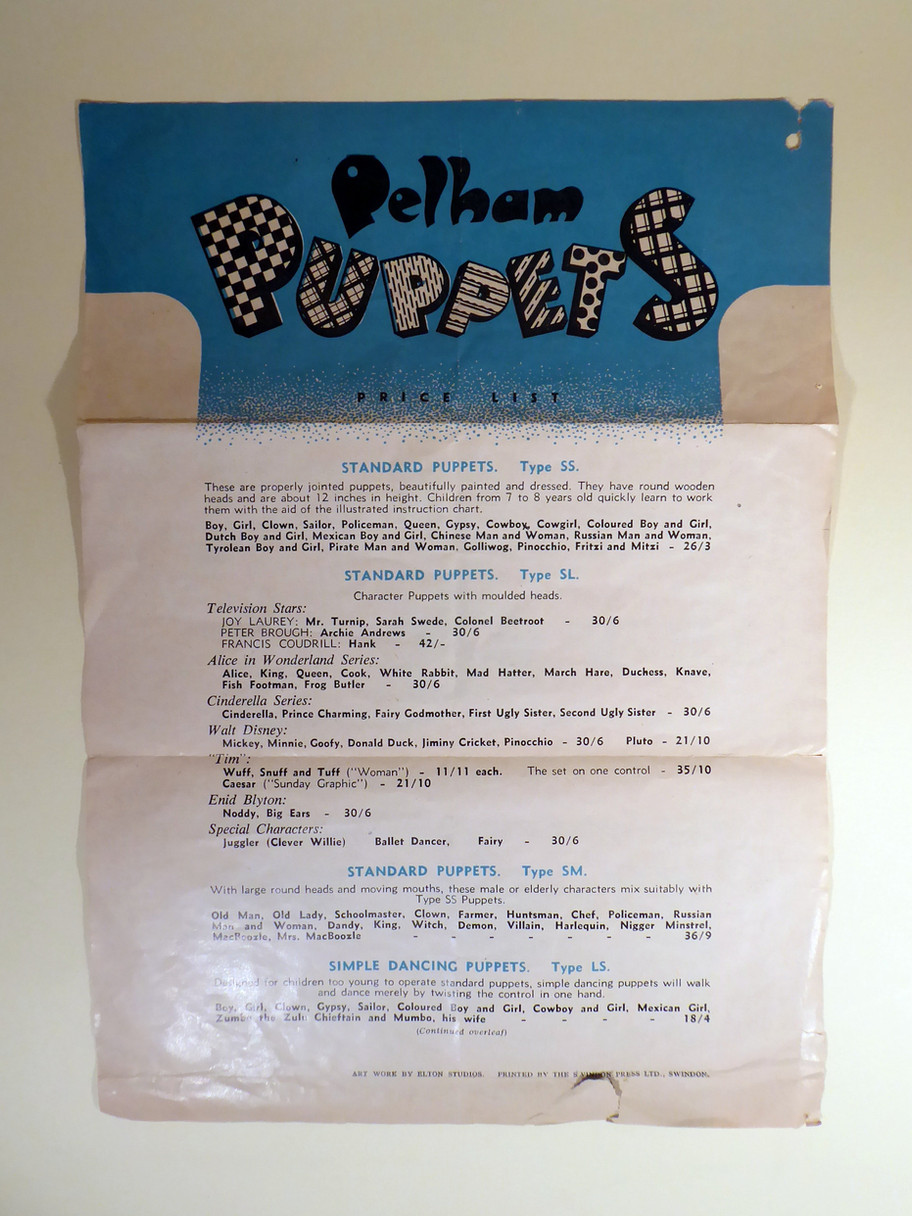 Pelham
PUPPETS
PRICE LIST
STANDARD PUPPETS. Type SS.
These are properly jointed puppets, beautifully painted and dressed. They have round wooden
heads and are about 12 inches in height. Children from 7 to 8 years old quickly learn to work
them with the aid of the illustrated instruction chart.
Boy, Girl, Clown, Sailor, Policeman, Queen, Gypsy, Cowboy, Cowgirl, Coloured Boy and Girl,
Dutch Boy and Girl, Mexican Boy and Girl, Chinese Man and Woman, Russian Man and Woman,
Tyrolean Boy and Girl, Pirate Man and Woman, Golliwog, Pinocchio, Fritzi and Mitzi - 26/3
STANDARD PUPPETS. Type SL.
Character Puppets with moulded heads.
Television Stars:
JOY LAUREY: Mr. Turnip, Sarah Swede, Colonel Beetroot - 30/6
PETER BROUGH: Archie Andrews - 30/6
FRANCIS COUDRILL: Hank - 42/-
Alice in Wonderland Series:
Alice, King, Queen, Cook, White Rabbit, Mad Hatter, March Hare, Duchess, Knave,
Fish Footman, Frog Butler - 30/6
Cinderella Series:
Cinderella, Prince Charming, Fairy Godmother, First Ugly Sister, Second Ugly Sister - 30/6
Walt Disney:
Mickey, Minnie, Goofy, Donald Duck, Jiminy Cricket, Pinocchio - 30/6 Pluto - 21/10
"Tim":
Wuff, Snuff and Tuff ("Woman") - 11/11 each. The set on one control - 35/10
Caesar ("Sunday Graphic") - 21/10
Enid Blyton:
Noddy, Big Ears - 30/6
Special Characters:
Juggler (Clever Willie) Ballet Dancer, Fairy - 30/6
STANDARD PUPPETS. Type SM.
With large round heads and moving mouths, these male or elderly characters mix suitably with
Type SS Puppets.
Old Man, Old Lady, Schoolmaster, Clown, Farmer, Huntsman, Chef, Policeman, Russian
Man and Woman, Dandy, King, Witch, Demon, Villain, Harlequin, Nigger Minstrel,
MacBoozle, Mrs. MacBoozle - - - - - - - 36/9
SIMPLE DANCING PUPPETS. Type LS.
Designed for children too young to operate standard puppets, simple dancing puppets will walk
and dance merely by twisting the control in one hand.
Boy, Girl, Clown, Gypsy, Sailor, Coloured Boy and Girl, Cowboy and Girl, Mexican Girl,
Zumba the Zulu Chieftain and Mumbo, his wife - - - - 18/4
(Continued overleaf)
ART WORK BY ELTON STUDIOS. PRINTED BY THE SWINDON PRESS LTD., SWINDON.